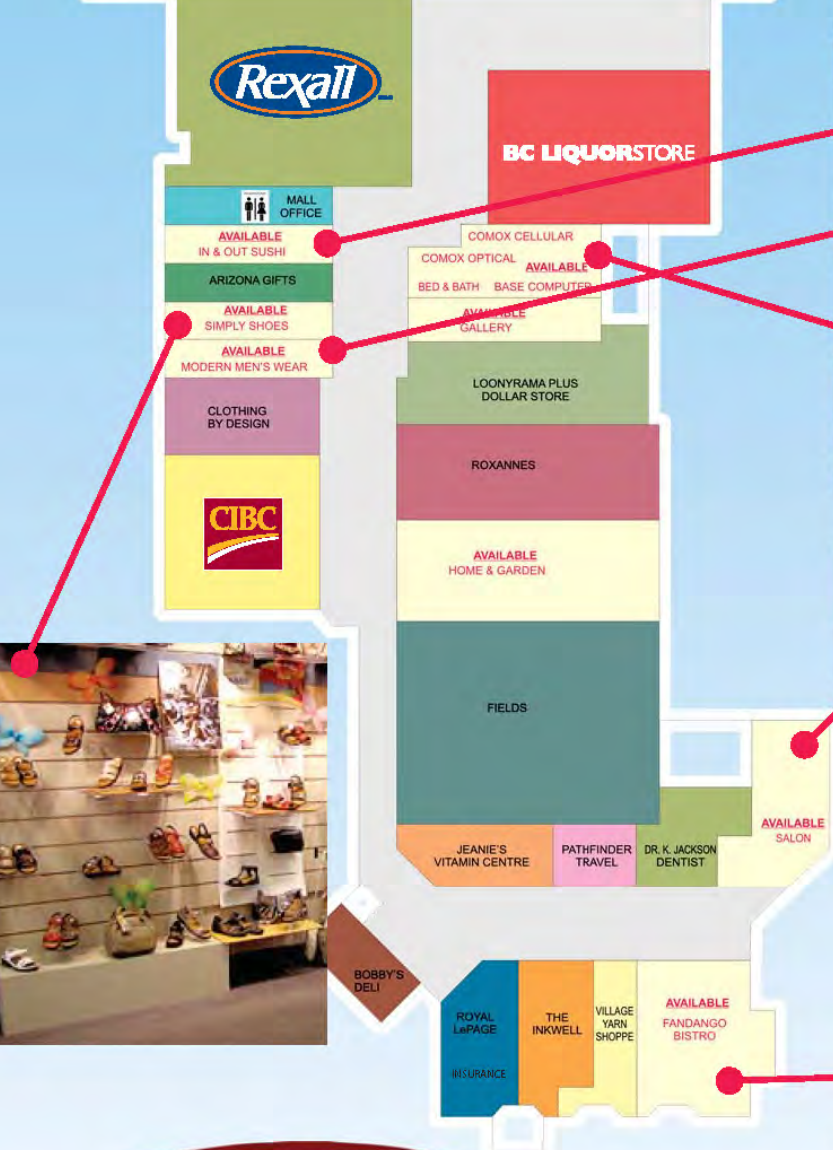 Rexall
BC LIQUORSTORE
MALL
OFFICE
AVAILABLE
IN & OUT SUSHI
ARIZONA GIFTS
AVAILABLE
SIMPLY SHOES
AVAILABLE
MODERN MEN'S WEAR
CLOTHING
BY DESIGN
CIBC
COMOX CELLULAR
COMOX OPTICAL
AVAILABLE
BED & BATH BASE COMPUTER
AVAILABLE
GALLERY
LOONYRAMA PLUS
DOLLAR STORE
ROXANNES
AVAILABLE
HOME & GARDEN
FIELDS
JEANIE'S
VITAMIN CENTRE
PATHFINDER
TRAVEL
DR. K. JACKSON
DENTIST
AVAILABLE
SALON
BOBBY'S
DELI
ROYAL
LePAGE
INSURANCE
THE
INKWELL
VILLAGE
YARN
SHOPPE
AVAILABLE
FANDANGO
BISTRO